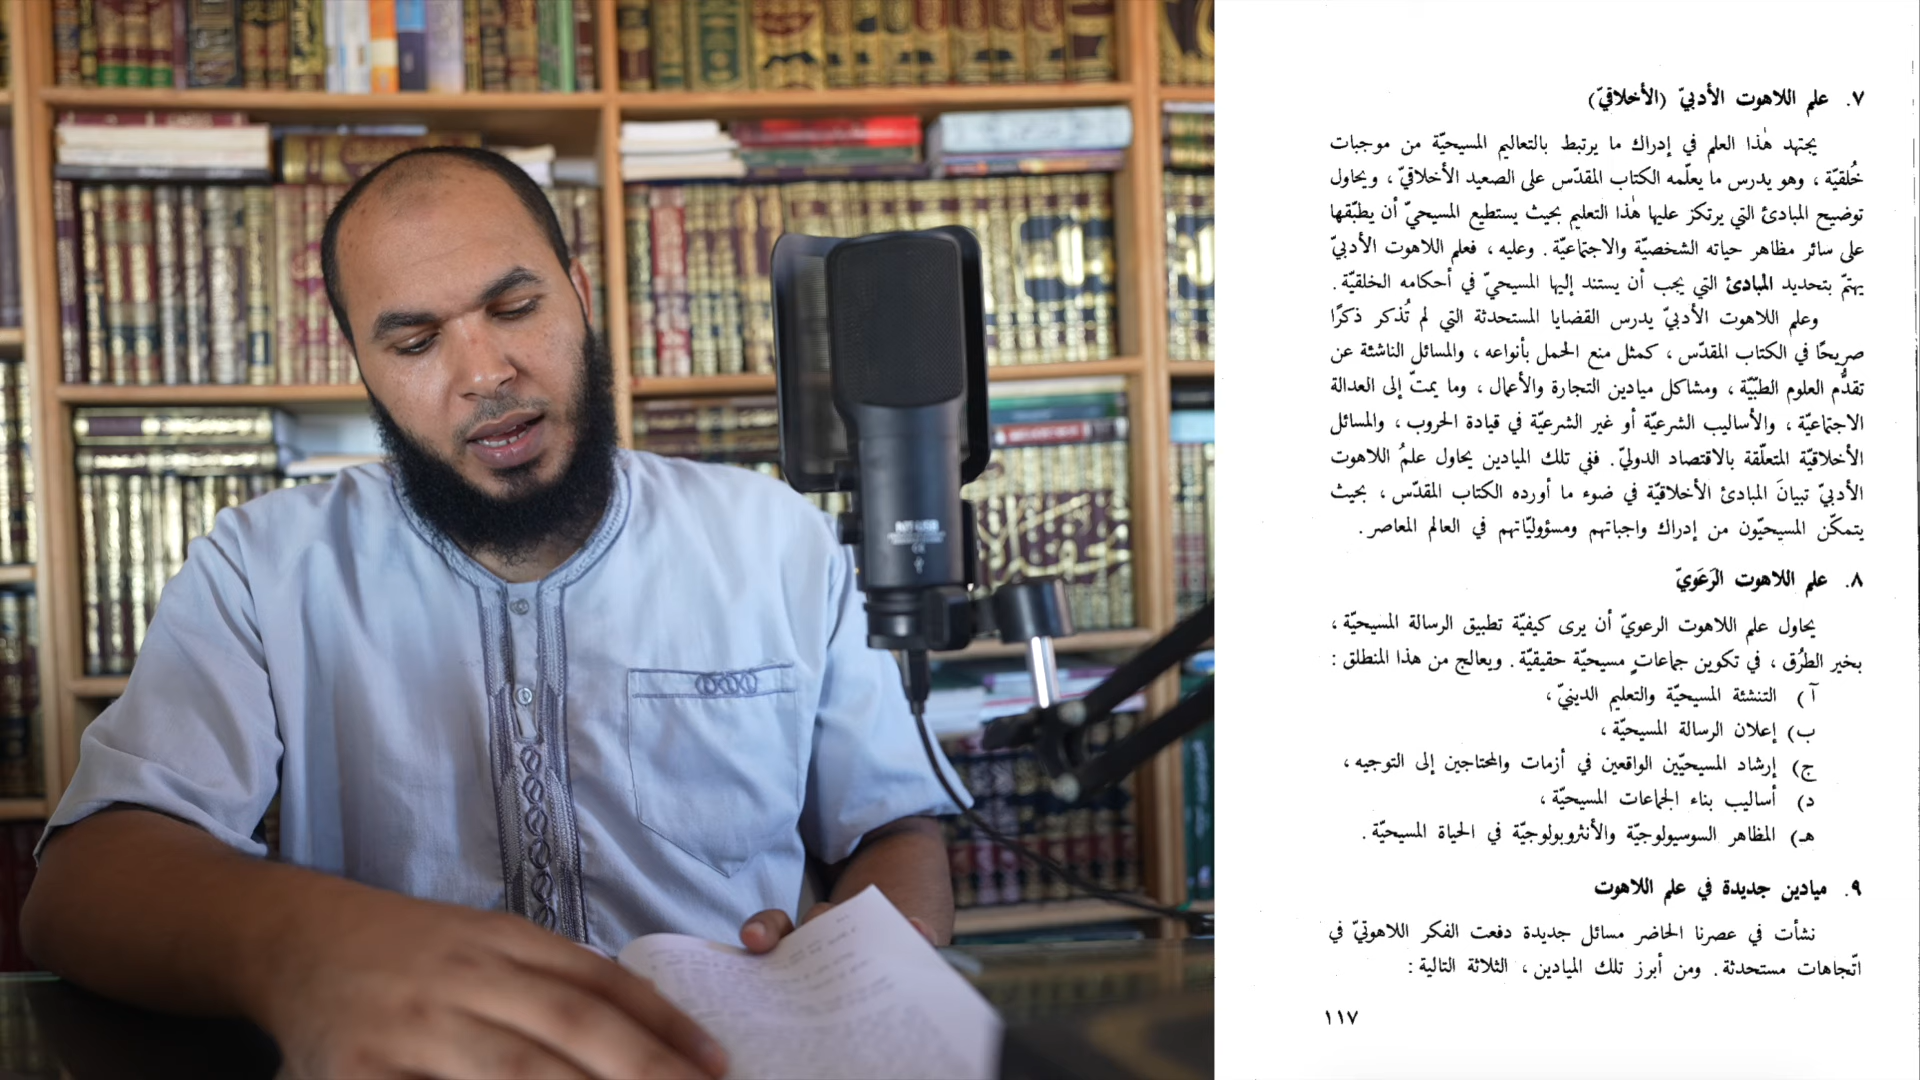 ٧. علم اللاهوت الأدبيّ (الأخلاقيّ)
يجتهد هٰذا العلم في إدراك ما يرتبط بالتعاليم المسيحيّة من موجبات
خُلقيّة ، وهو يدرس ما يعلّمه الكتاب المقدّس على الصعيد الأخلاقيّ ، ويحاول
توضيح المبادئ التي يرتكز عليها هٰذا التعليم بحيث يستطيع المسيحيّ أن يطبّقها
على سائر مظاهر حياته الشخصيّة والاجتماعيّة . وعليه ، فعلم اللاهوت الأدبيّ
يهتمّ بتحديد المبادئ التي يجب أن يستند إليها المسيحيّ في أحكامه الخلقيّة .
وعلم اللاهوت الأدبيّ يدرس القضايا المستحدثة التي لم تُذكر ذكرًا
صريحًا في الكتاب المقدّس ، كمثل منع الحمل بأنواعه ، والمسائل الناشئة عن
تقدُّم العلوم الطبّيّة ، ومشاكل ميادين التجارة والأعمال ، وما يمتّ إلى العدالة
الاجتماعيّة ، والأساليب الشرعيّة أو غير الشرعيّة في قيادة الحروب ، والمسائل
الأخلاقيّة المتعلّقة بالاقتصاد الدوليّ . ففي تلك الميادين يحاول علمُ اللاهوت
الأدبيّ تبيانَ المبادئ الأخلاقيّة في ضوء ما أورده الكتاب المقدّس ، بحيث
يتمكّن المسيحيّون من إدراك واجباتهم ومسؤوليّاتهم في العالم المعاصر .
٨. علم اللاهوت الرَعَويّ
يحاول علم اللاهوت الرعويّ أن يرى كيفيّة تطبيق الرسالة المسيحيّة ،
بخير الطرُق ، في تكوين جماعاتٍ مسيحيّة حقيقيّة . ويعالج من هذا المنطلق :
آ) التنشئة المسيحيّة والتعليم الدينيّ ،
ب) إعلان الرسالة المسيحيّة ،
ج) إرشاد المسيحيّين الواقعين في أزمات والمحتاجين إلى التوجيه ،
د) أساليب بناء الجماعات المسيحيّة ،
هـ) المظاهر السوسيولوجيّة والأنثروبولوجيّة في الحياة المسيحيّة .
٩. ميادين جديدة في علم اللاهوت
نشأت في عصرنا الحاضر مسائل جديدة دفعت الفكر اللاهوتيّ في
اتّجاهات مستحدثة . ومن أبرز تلك الميادين ، الثلاثة التالية :
١١٧